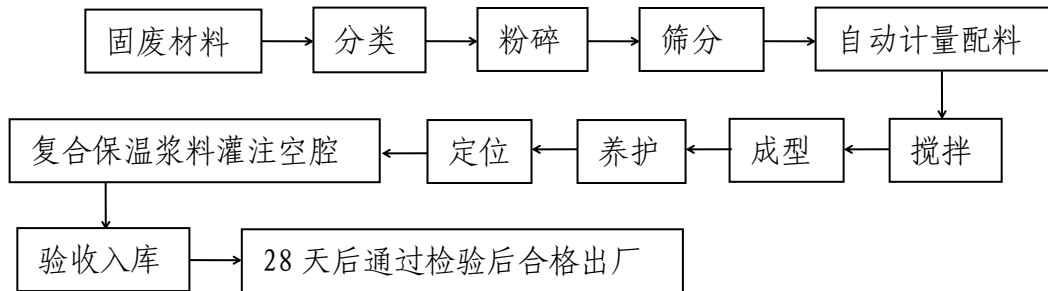 固废材料
分类
粉碎
筛分
自动计量配料
搅拌
成型
养护
定位
复合保温浆料灌注空腔
验收入库
28 天后通过检验后合格出厂